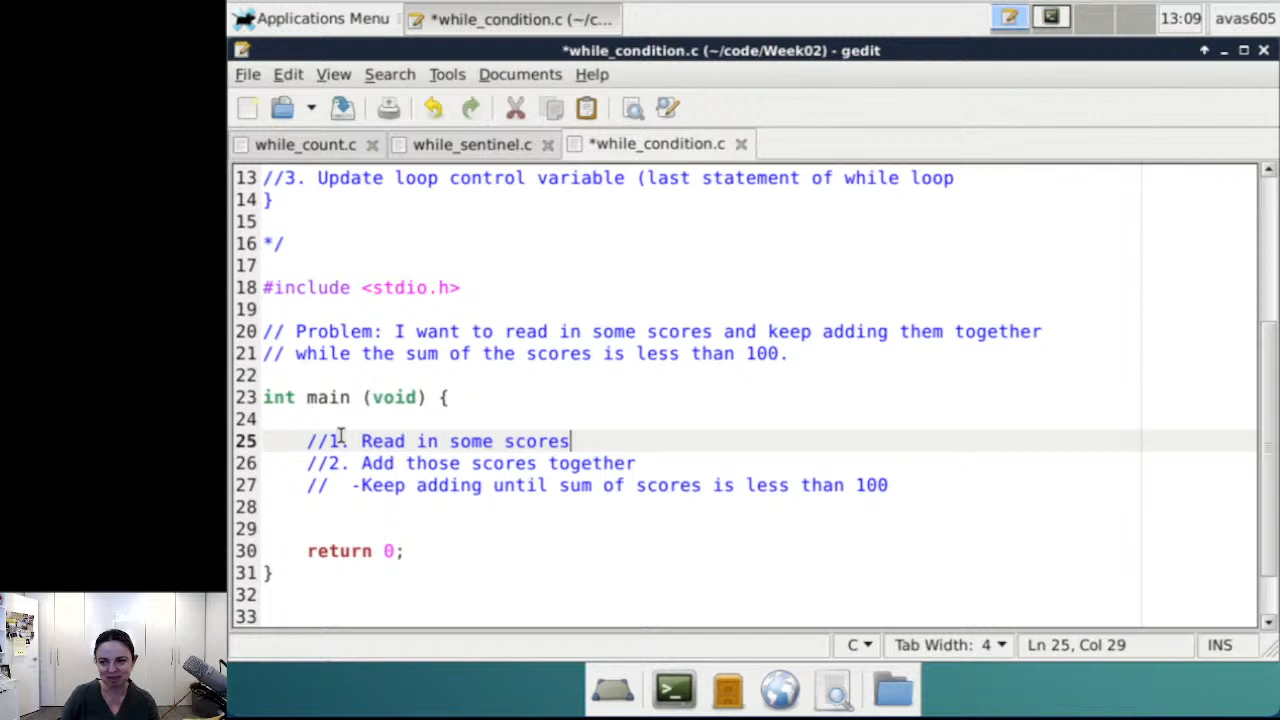 Applications Menu
*while_condition.c (~/c...
13:09
avas605
*while_condition.c (~/code/Week02) - gedit
File Edit View Search Tools Documents Help
while_count.c
while_sentinel.c
*while_condition.c
13 //3. Update loop control variable (last statement of while loop
14 }
15
16 */
17
18 #include <stdio.h>
19
20 // Problem: I want to read in some scores and keep adding them together
21 // while the sum of the scores is less than 100.
22
23 int main (void) {
24
25 //1. Read in some scores
26 //2. Add those scores together
27 // -Keep adding until sum of scores is less than 100
28
29
30 return 0;
31 }
32
33
C Tab Width: 4 Ln 25, Col 29 INS